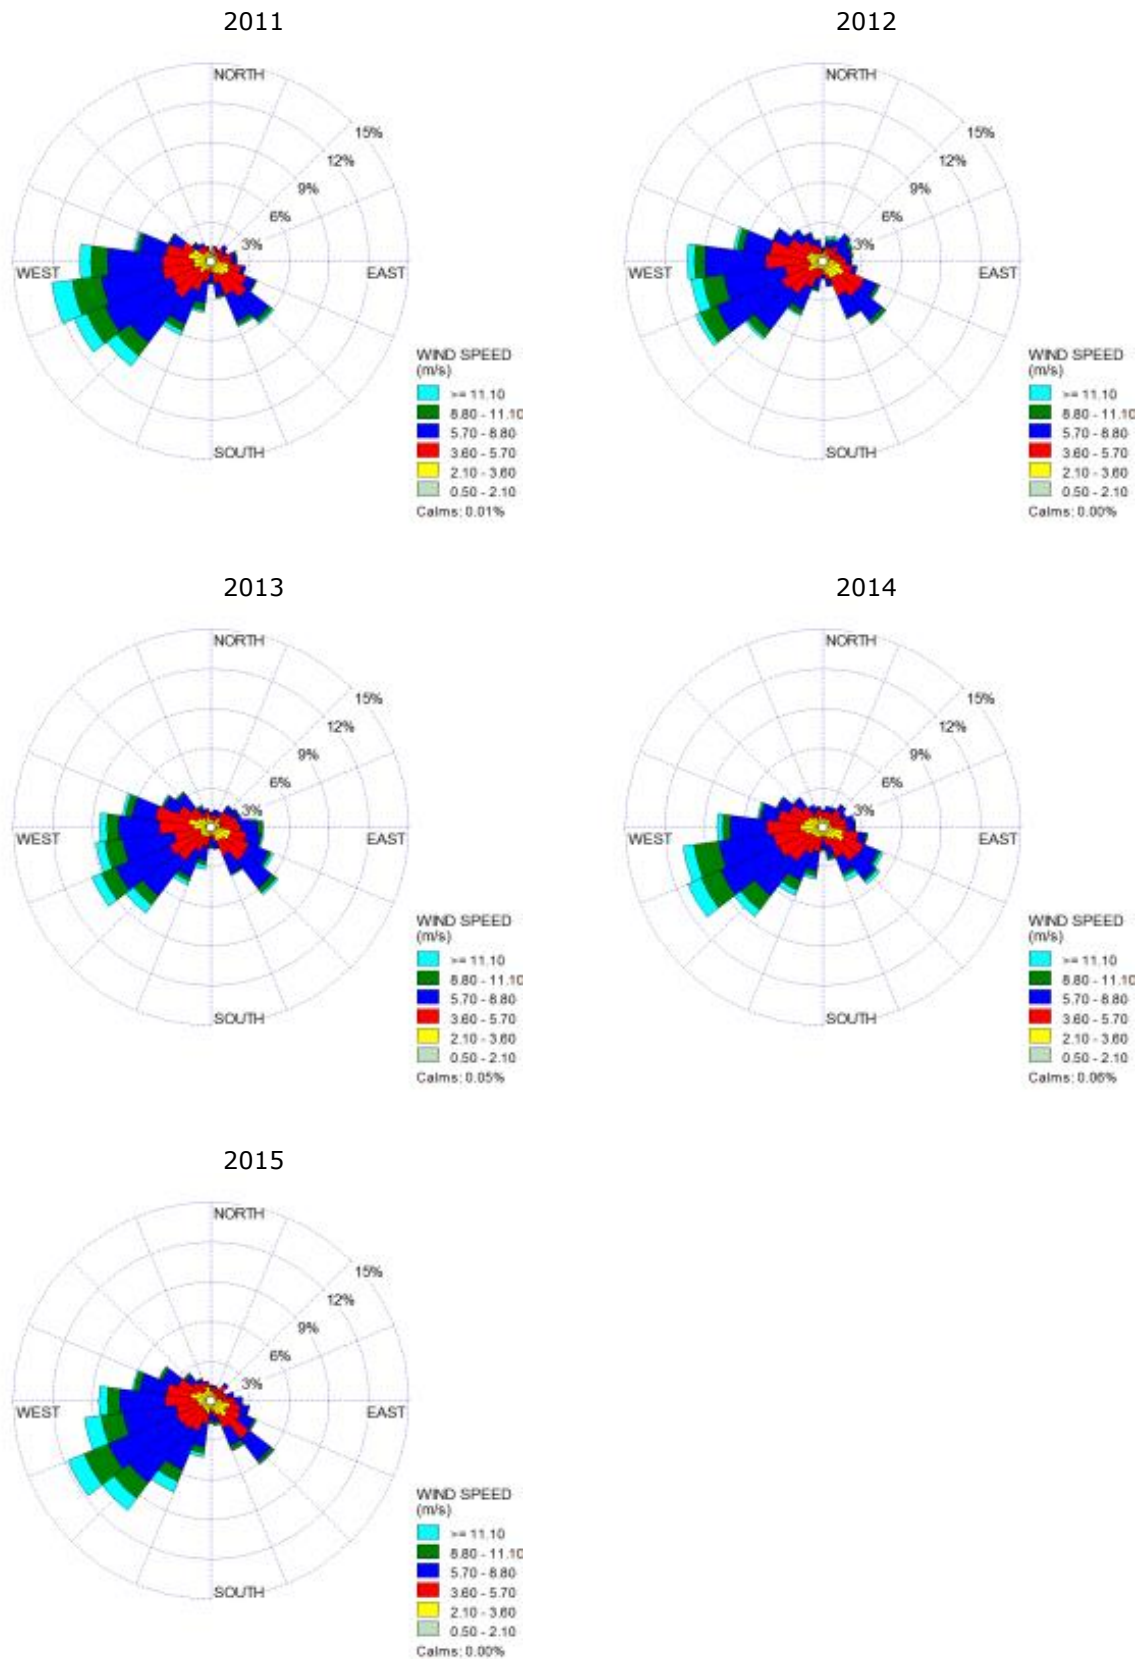 2011
NORTH
15%
12%
9%
6%
3%
WEST
EAST
SOUTH
WIND SPEED
(m/s)
>= 11.10
8.80 - 11.10
5.70 - 8.80
3.60 - 5.70
2.10 - 3.60
0.50 - 2.10
Calms: 0.01%
2012
NORTH
15%
12%
9%
6%
3%
WEST
EAST
SOUTH
WIND SPEED
(m/s)
>= 11.10
8.80 - 11.10
5.70 - 8.80
3.60 - 5.70
2.10 - 3.60
0.50 - 2.10
Calms: 0.00%
2013
NORTH
15%
12%
9%
6%
3%
WEST
EAST
SOUTH
WIND SPEED
(m/s)
>= 11.10
8.80 - 11.10
5.70 - 8.80
3.60 - 5.70
2.10 - 3.60
0.50 - 2.10
Calms: 0.05%
2014
NORTH
15%
12%
9%
6%
3%
WEST
EAST
SOUTH
WIND SPEED
(m/s)
>= 11.10
8.80 - 11.10
5.70 - 8.80
3.60 - 5.70
2.10 - 3.60
0.50 - 2.10
Calms: 0.06%
2015
NORTH
15%
12%
9%
6%
3%
WEST
EAST
SOUTH
WIND SPEED
(m/s)
>= 11.10
8.80 - 11.10
5.70 - 8.80
3.60 - 5.70
2.10 - 3.60
0.50 - 2.10
Calms: 0.00%